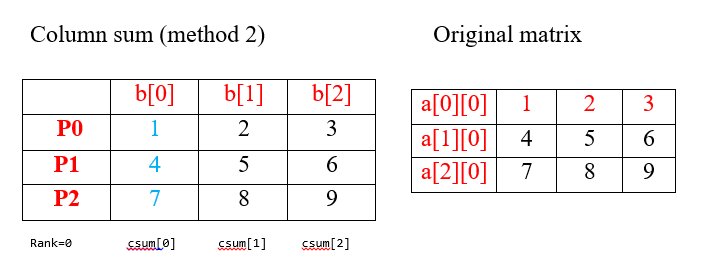 Column sum (method 2)
b[0] b[1] b[2]
P0 1 2 3
P1 4 5 6
P2 7 8 9
Rank=0 csum[0] csum[1] csum[2]
Original matrix
a[0][0] 1 2 3
a[1][0] 4 5 6
a[2][0] 7 8 9